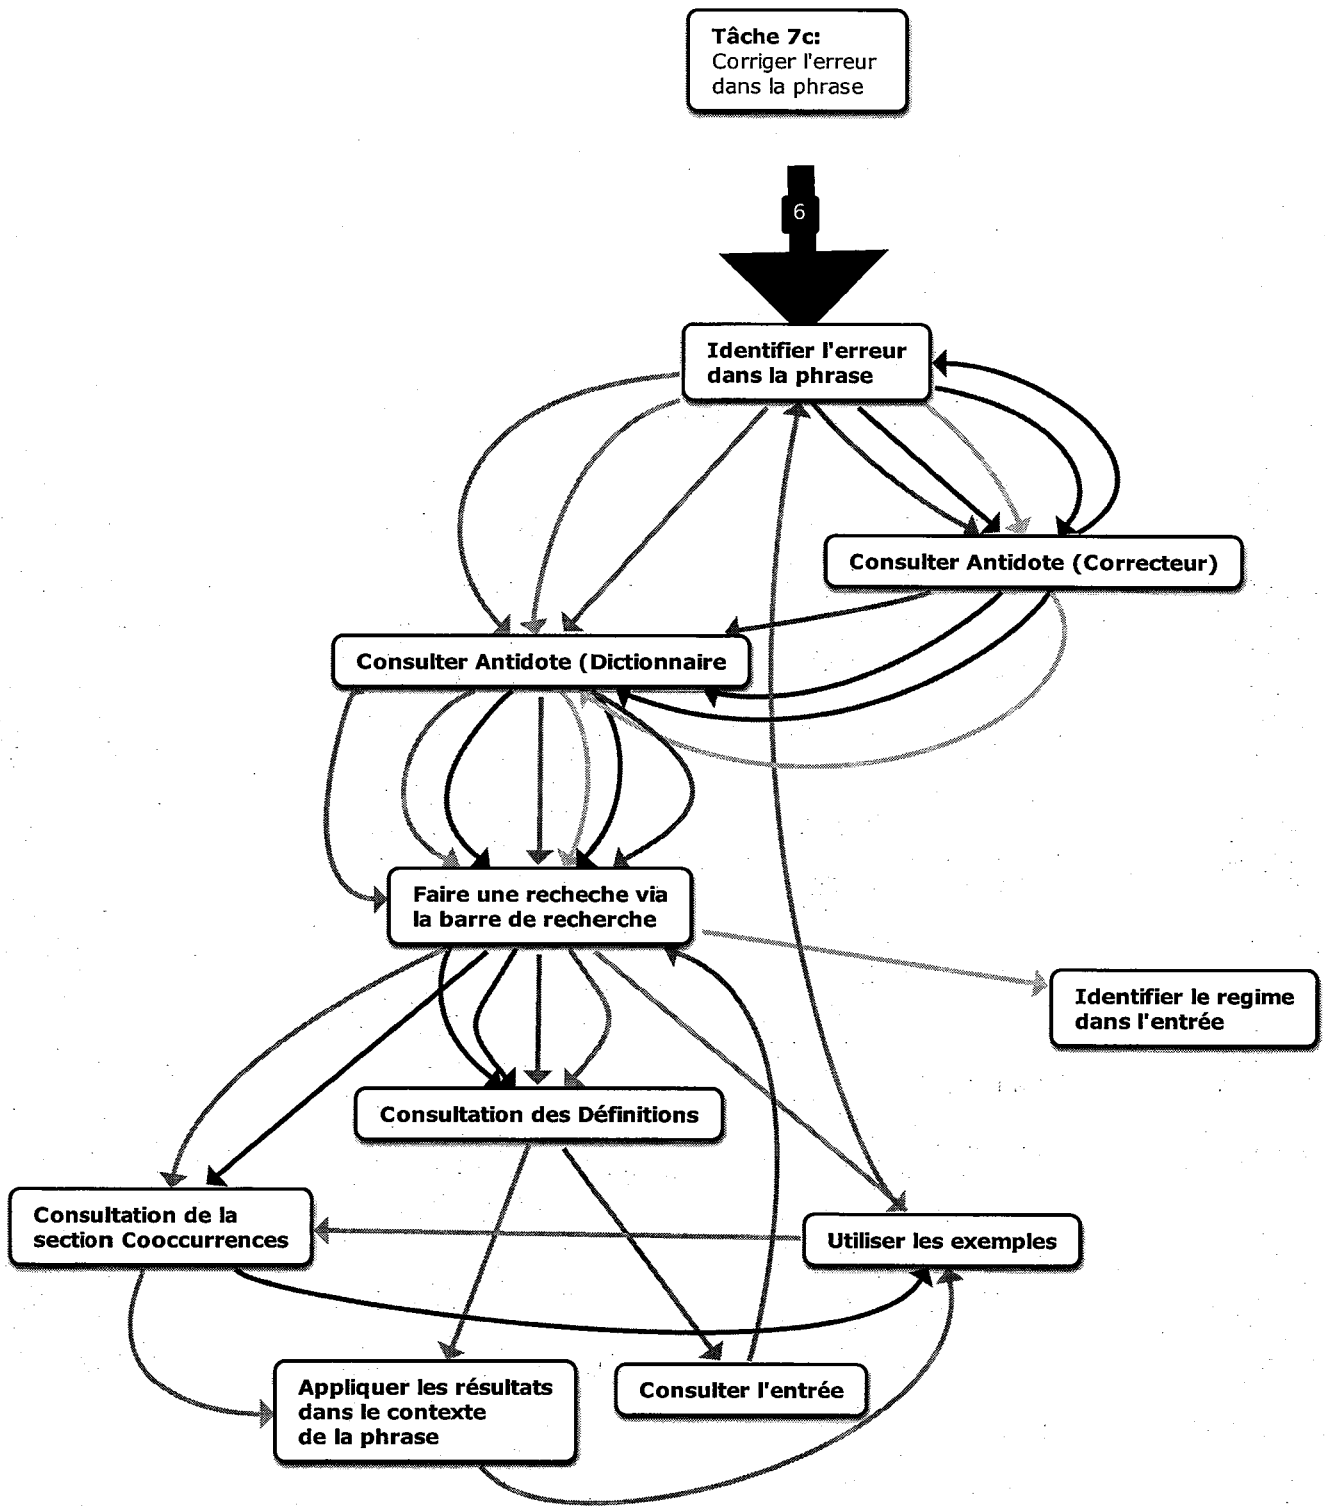 Tâche 7c:
Corriger l'erreur
dans la phrase
6
Identifier l'erreur
dans la phrase
Consulter Antidote (Correcteur)
Consulter Antidote (Dictionnaire
Faire une recheche via
la barre de recherche
Identifier le regime
dans l'entrée
Consultation des Définitions
Consultation de la
section Cooccurrences
Utiliser les exemples
Appliquer les résultats
dans le contexte
de la phrase
Consulter l'entrée